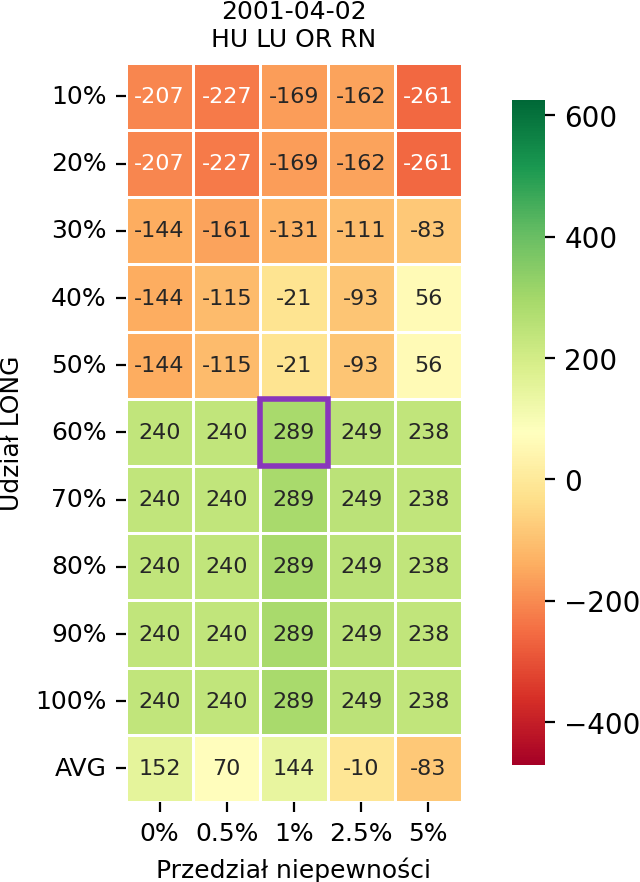 2001-04-02
HU LU OR RN
10% -207 -227 -169 -162 -261
20% -207 -227 -169 -162 -261
30% -144 -161 -131 -111 -83
40% -144 -115 -21 -93 56
50% -144 -115 -21 -93 56
60% 240 240 289 249 238
70% 240 240 289 249 238
80% 240 240 289 249 238
90% 240 240 289 249 238
100% 240 240 289 249 238
AVG 152 70 144 -10 -83
0% 0.5% 1% 2.5% 5%
Przedział niepewności
Udział LONG
600
400
200
0
−200
−400